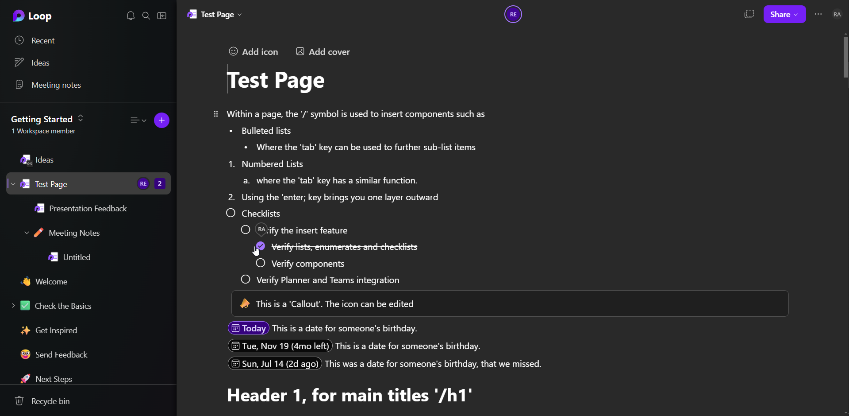 Loop
Test Page
RE
Share
RA
Recent
Ideas
Meeting notes
Getting Started
1 Workspace member
Ideas
Test Page RE 2
Presentation Feedback
Meeting Notes
Untitled
Welcome
Check the Basics
Get Inspired
Send Feedback
Next Steps
Recycle bin
Add icon Add cover
Test Page
Within a page, the '/' symbol is used to insert components such as
• Bulleted lists
• Where the 'tab' key can be used to further sub-list items
1. Numbered Lists
a. where the 'tab' key has a similar function.
2. Using the 'enter; key brings you one layer outward
Checklists
RA ify the insert feature
Verify lists, enumerates and checklists
Verify components
Verify Planner and Teams integration
This is a 'Callout'. The icon can be edited
Today This is a date for someone's birthday.
Tue, Nov 19 (4mo left) This is a date for someone's birthday.
Sun, Jul 14 (2d ago) This was a date for someone's birthday, that we missed.
Header 1, for main titles '/h1'